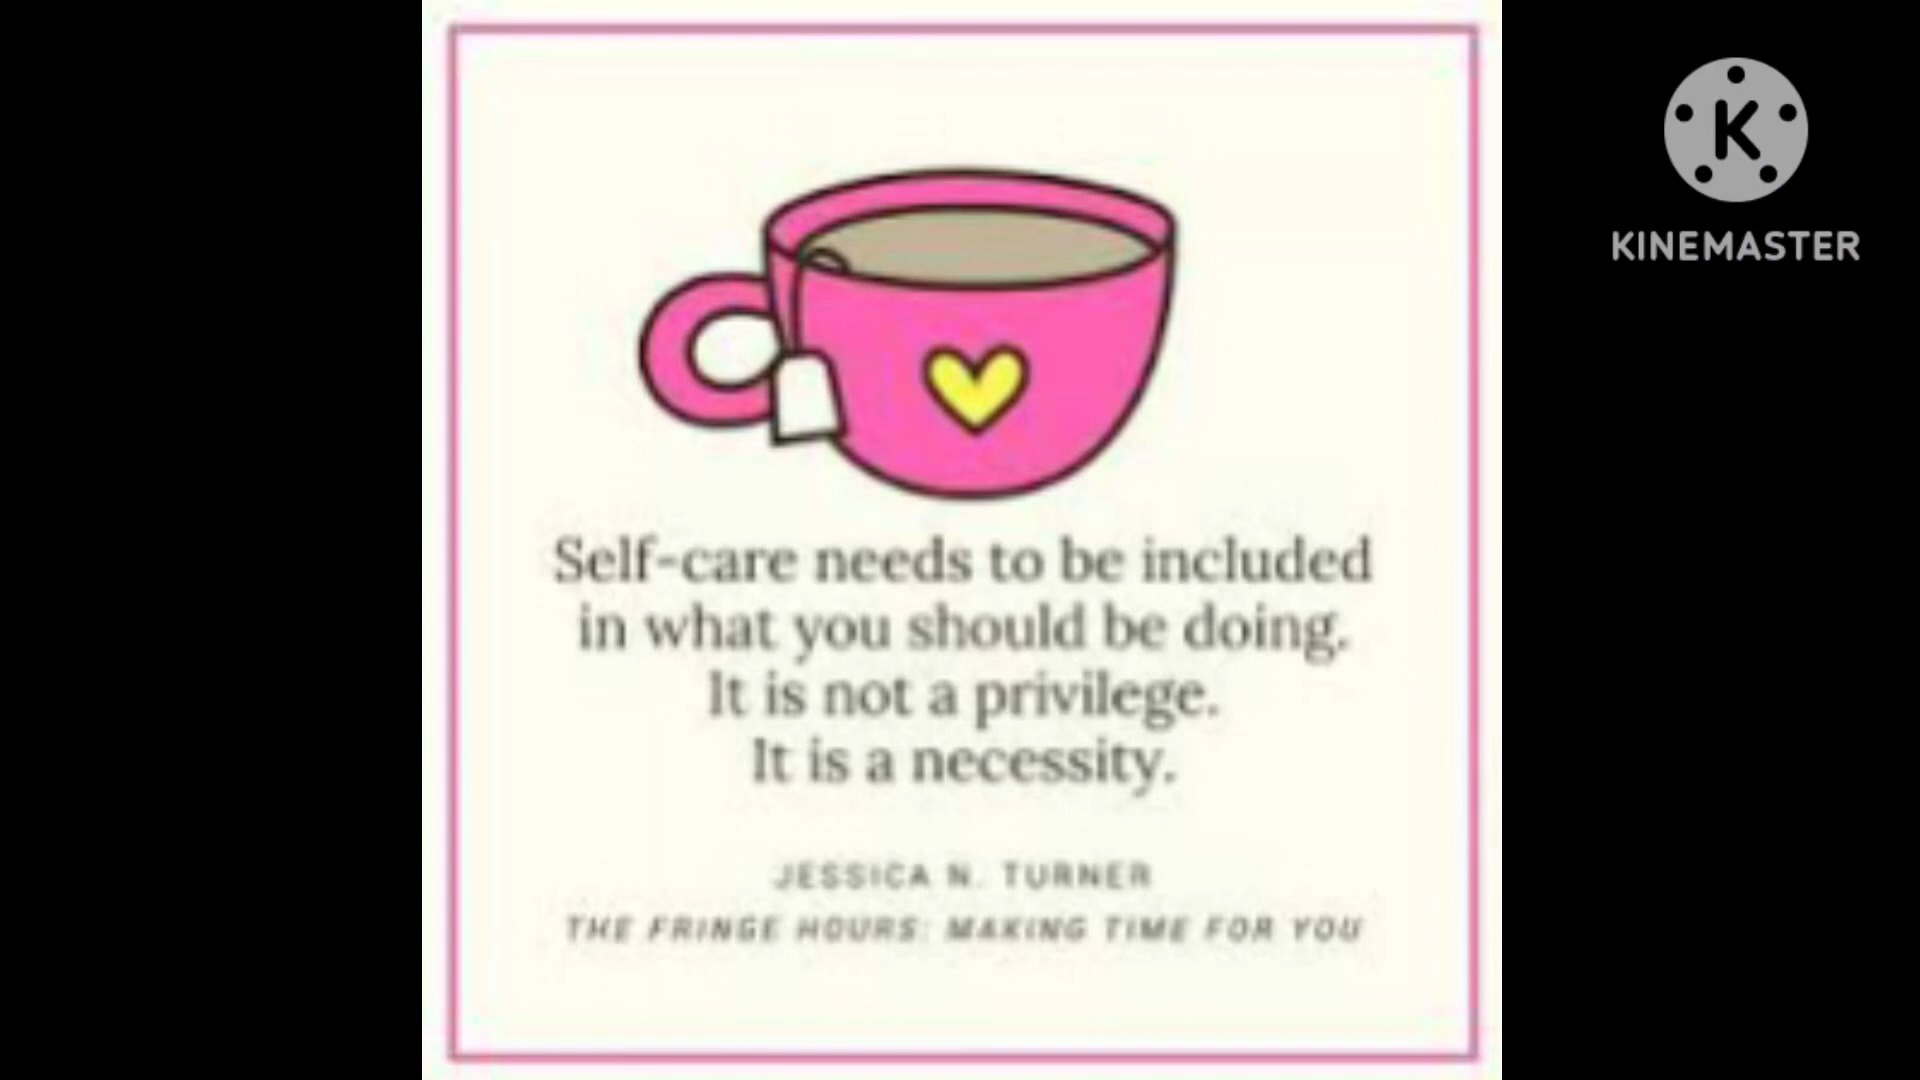 Self-care needs to be included
in what you should be doing.
It is not a privilege.
It is a necessity.
JESSICA N. TURNER
THE FRINGE HOURS: MAKING TIME FOR YOU
K
KINEMASTER